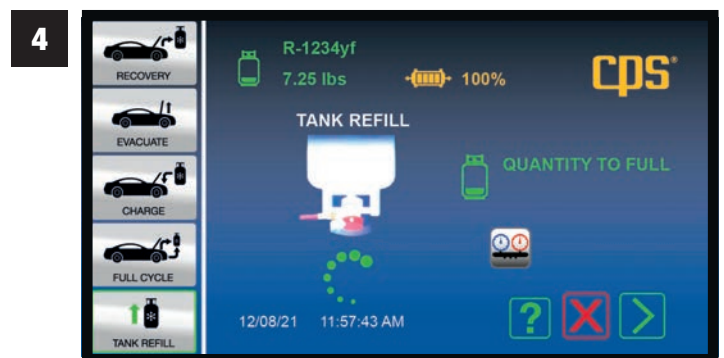 4
RECOVERY
EVACUATE
CHARGE
FULL CYCLE
TANK REFILL
R-1234yf
7.25 lbs
100%
cps®
TANK REFILL
QUANTITY TO FULL
12/08/21 11:57:43 AM
?